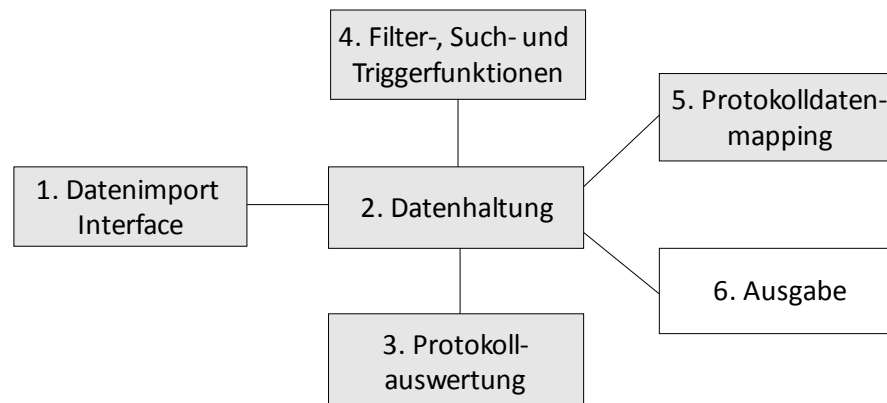 4. Filter-, Such- und
Triggerfunktionen
5. Protokolldaten-
mapping
1. Datenimport
Interface
2. Datenhaltung
6. Ausgabe
3. Protokoll-
auswertung